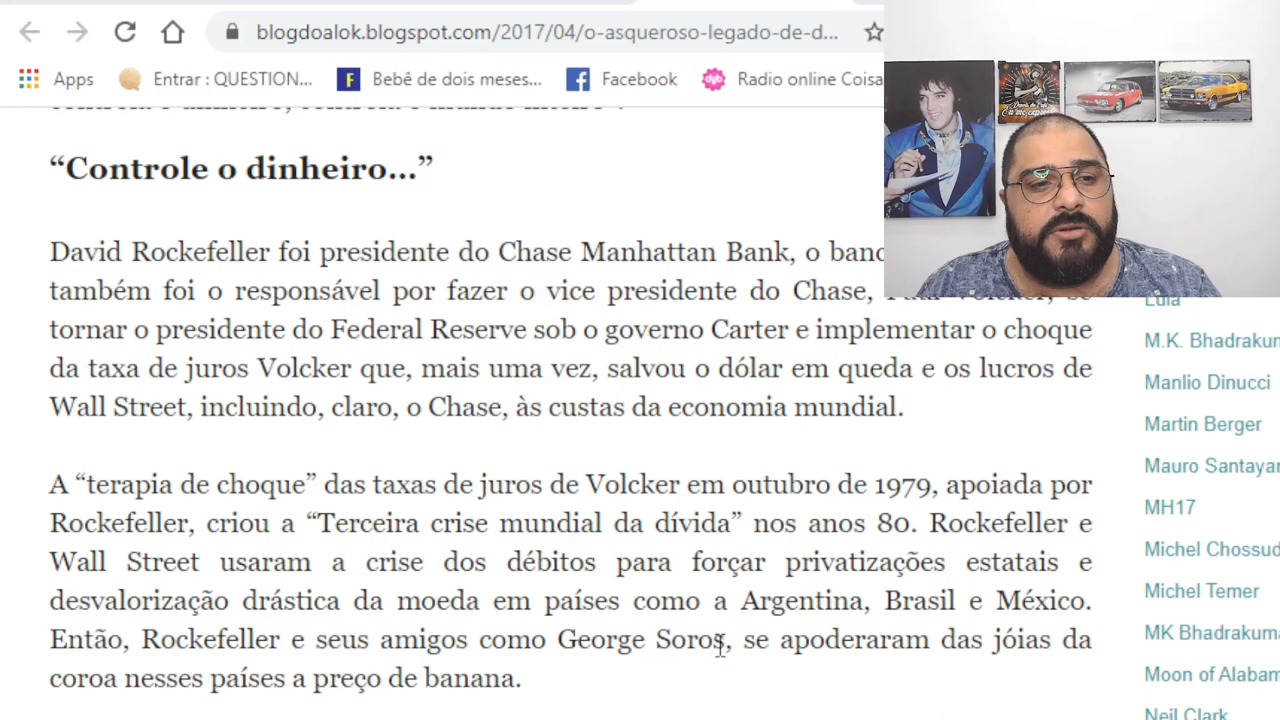 blogdoalok.blogspot.com/2017/04/o-asqueroso-legado-de-d...
Apps Entrar : QUESTION... Bebê de dois meses... Facebook Radio online Coisa
“Controle o dinheiro...”
David Rockefeller foi presidente do Chase Manhattan Bank, o
também foi o responsável por fazer o vice presidente do Chase,
tornar o presidente do Federal Reserve sob o governo Carter e implementar o choque
da taxa de juros Volcker que, mais uma vez, salvou o dólar em queda e os lucros de
Wall Street, incluindo, claro, o Chase, às custas da economia mundial.
A “terapia de choque” das taxas de juros de Volcker em outubro de 1979, apoiada por
Rockefeller, criou a “Terceira crise mundial da dívida” nos anos 80. Rockefeller e
Wall Street usaram a crise dos débitos para forçar privatizações estatais e
desvalorização drástica da moeda em países como a Argentina, Brasil e México.
Então, Rockefeller e seus amigos como George Soros, se apoderaram das jóias da
coroa nesses países a preço de banana.
Lula
M.K. Bhadrakum
Manlio Dinucci
Martin Berger
Mauro Santayan
MH17
Michel Chossud
Michel Temer
MK Bhadrakuma
Moon of Alabam
Neil Clark